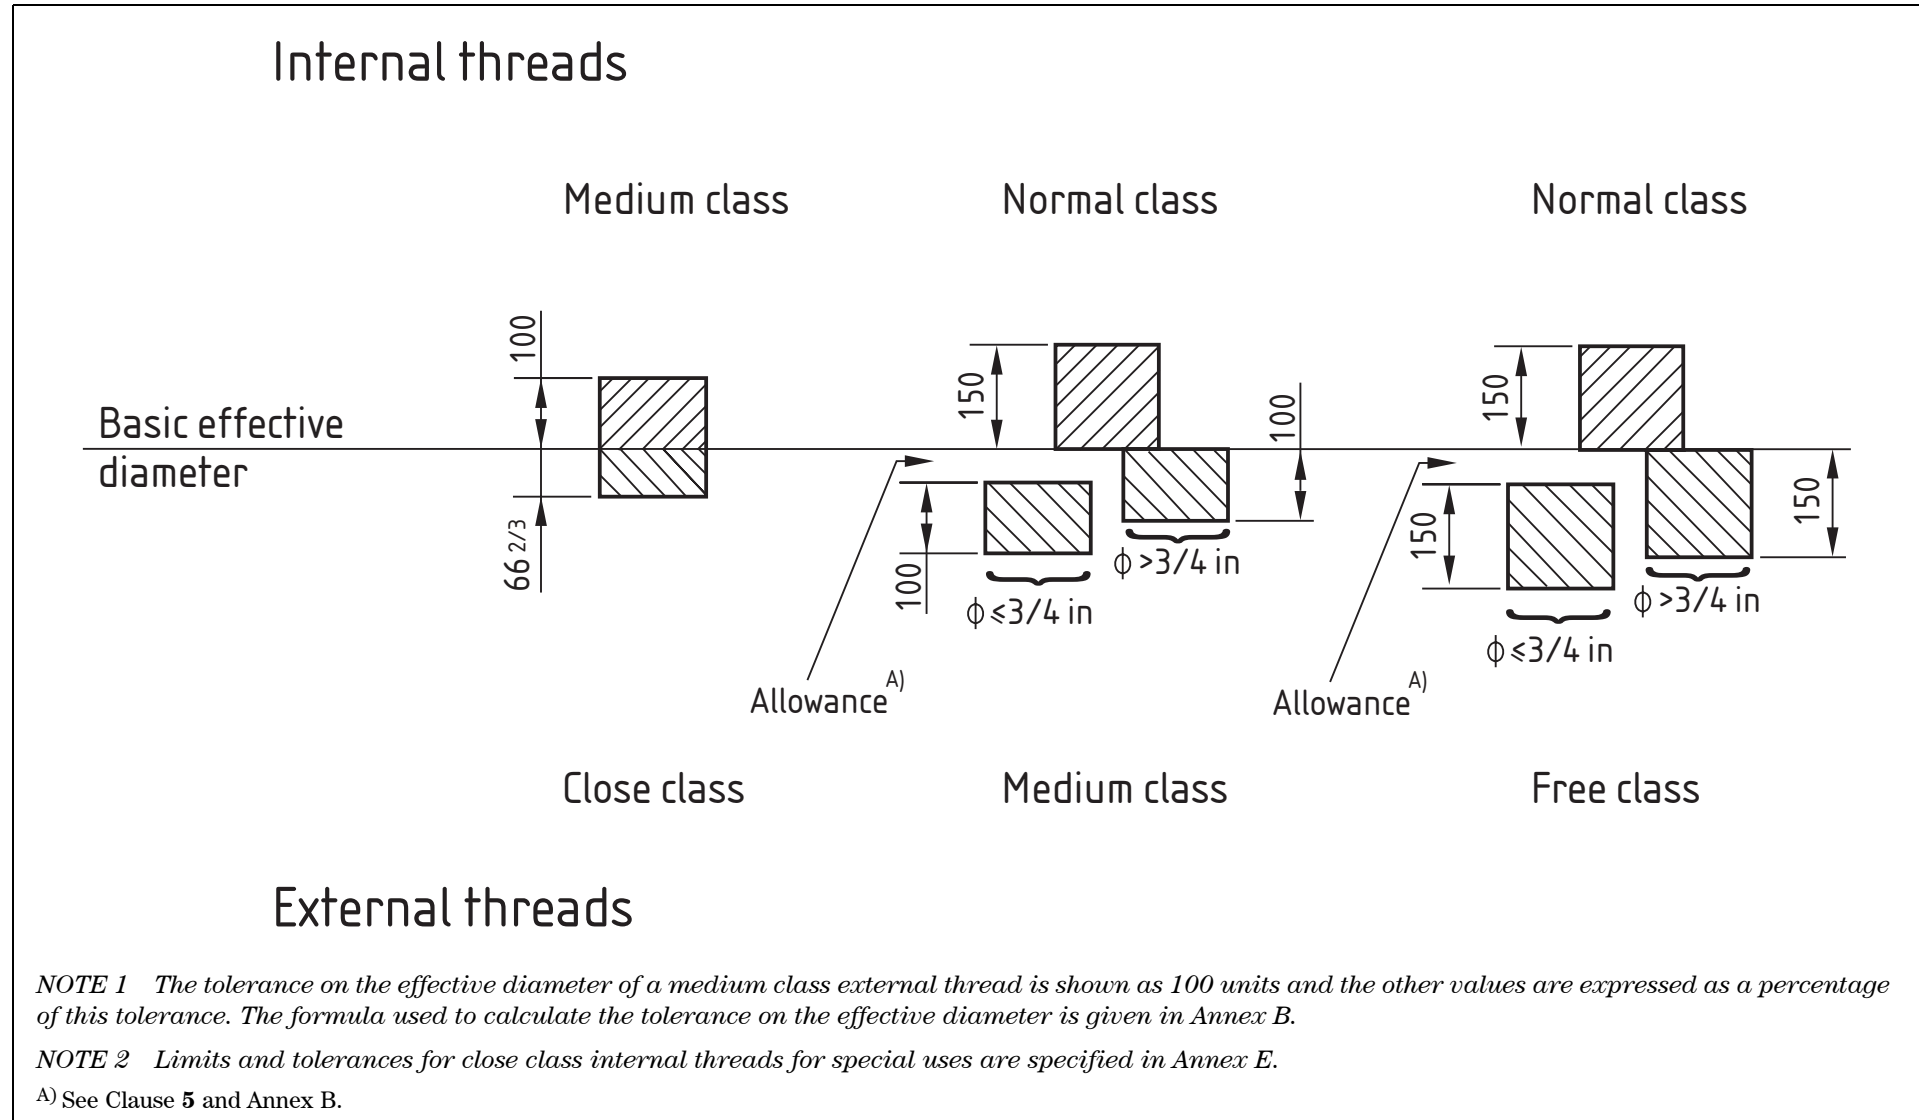 Internal threads
Medium class
Normal class
Normal class
100
150
100
150
Basic effective
diameter
66 2/3
100
ϕ ≤3/4 in
ϕ >3/4 in
150
150
ϕ ≤3/4 in
ϕ >3/4 in
Allowance A)
Allowance A)
Close class
Medium class
Free class
External threads
NOTE 1 The tolerance on the effective diameter of a medium class external thread is shown as 100 units and the other values are expressed as a percentage
of this tolerance. The formula used to calculate the tolerance on the effective diameter is given in Annex B.
NOTE 2 Limits and tolerances for close class internal threads for special uses are specified in Annex E.
A) See Clause 5 and Annex B.